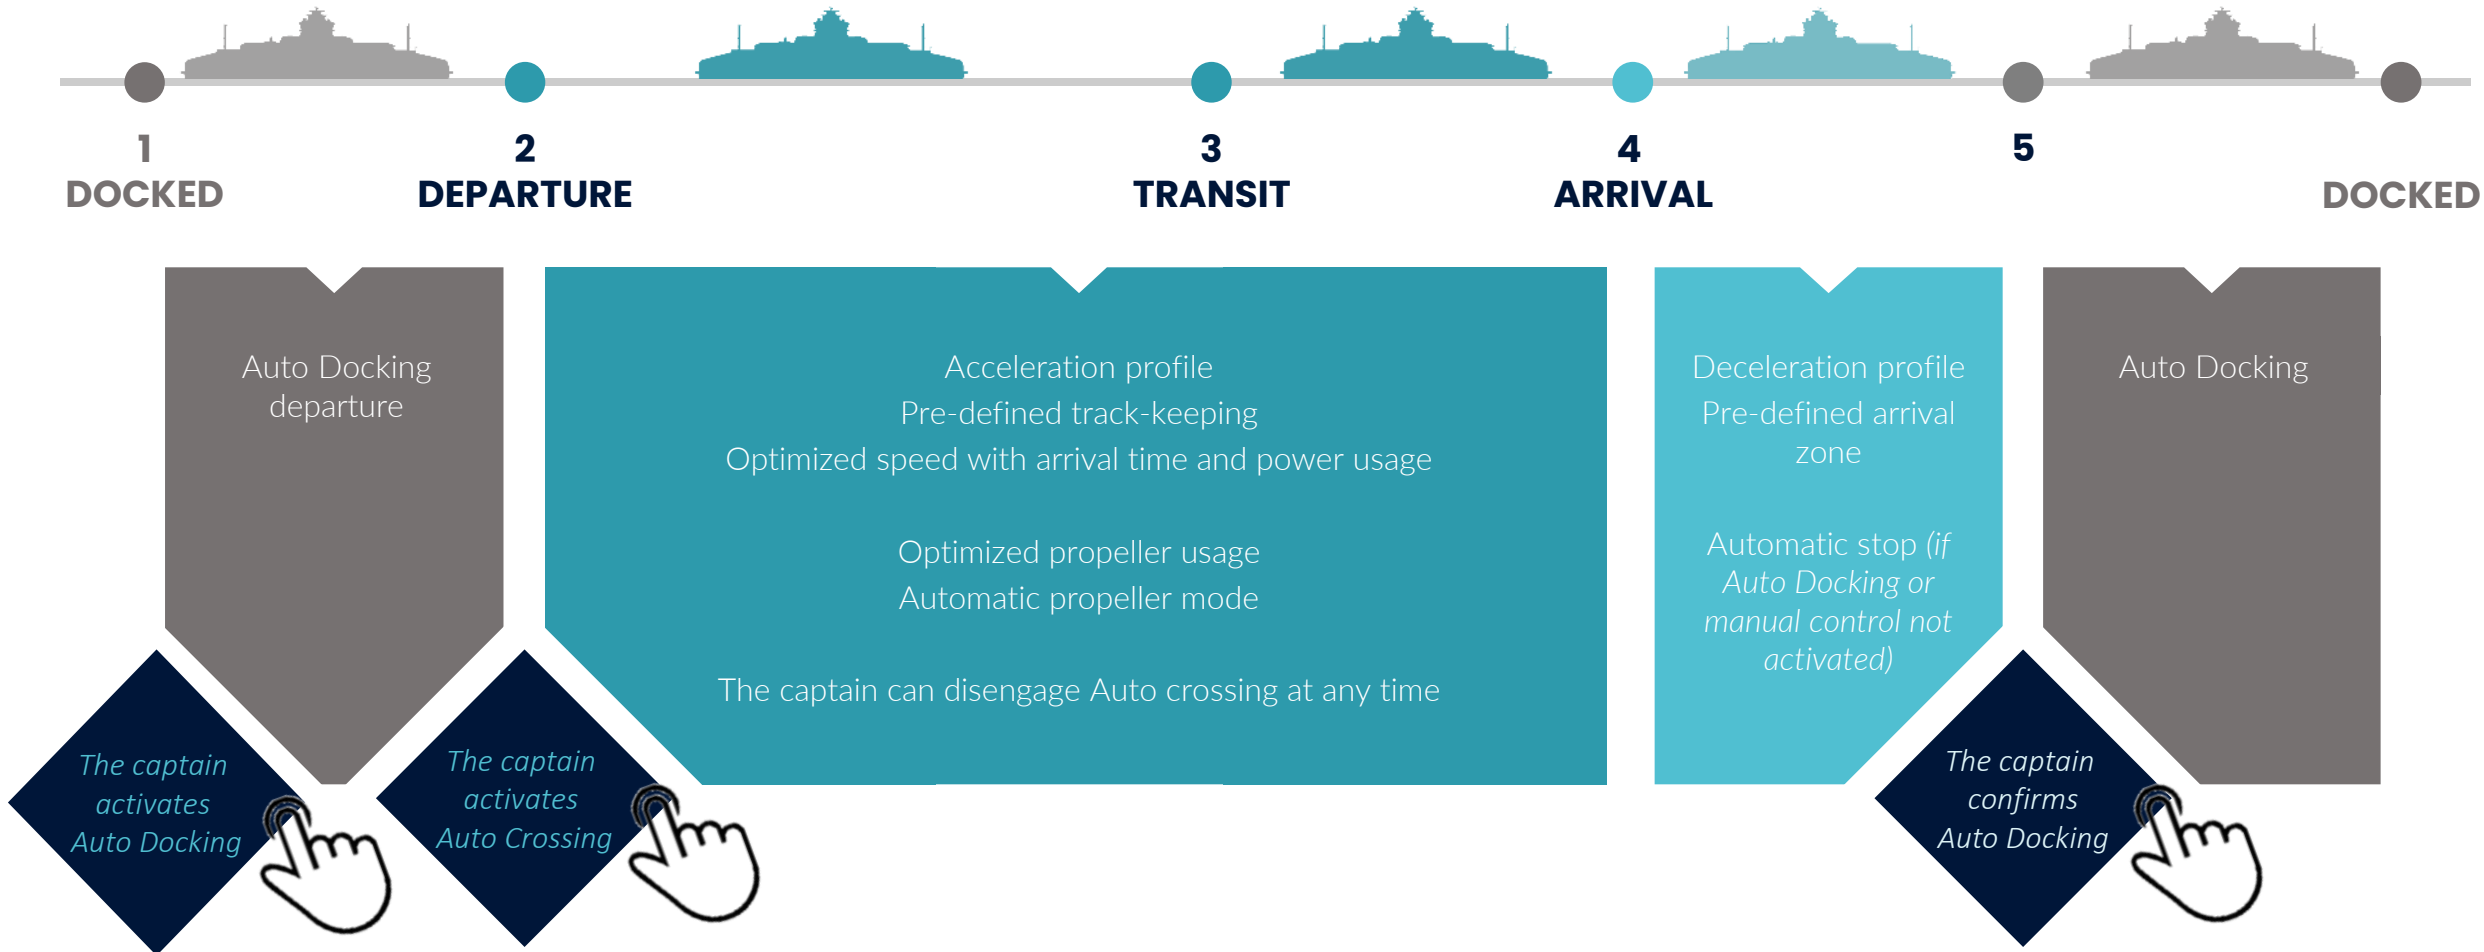 1
DOCKED
2
DEPARTURE
3
TRANSIT
4
ARRIVAL
5
DOCKED
Auto Docking
departure
Acceleration profile
Pre-defined track-keeping
Optimized speed with arrival time and power usage
Optimized propeller usage
Automatic propeller mode
The captain can disengage Auto crossing at any time
Deceleration profile
Pre-defined arrival
zone
Automatic stop (if
Auto Docking or
manual control not
activated)
Auto Docking
The captain
activates
Auto Docking
The captain
activates
Auto Crossing
The captain
confirms
Auto Docking